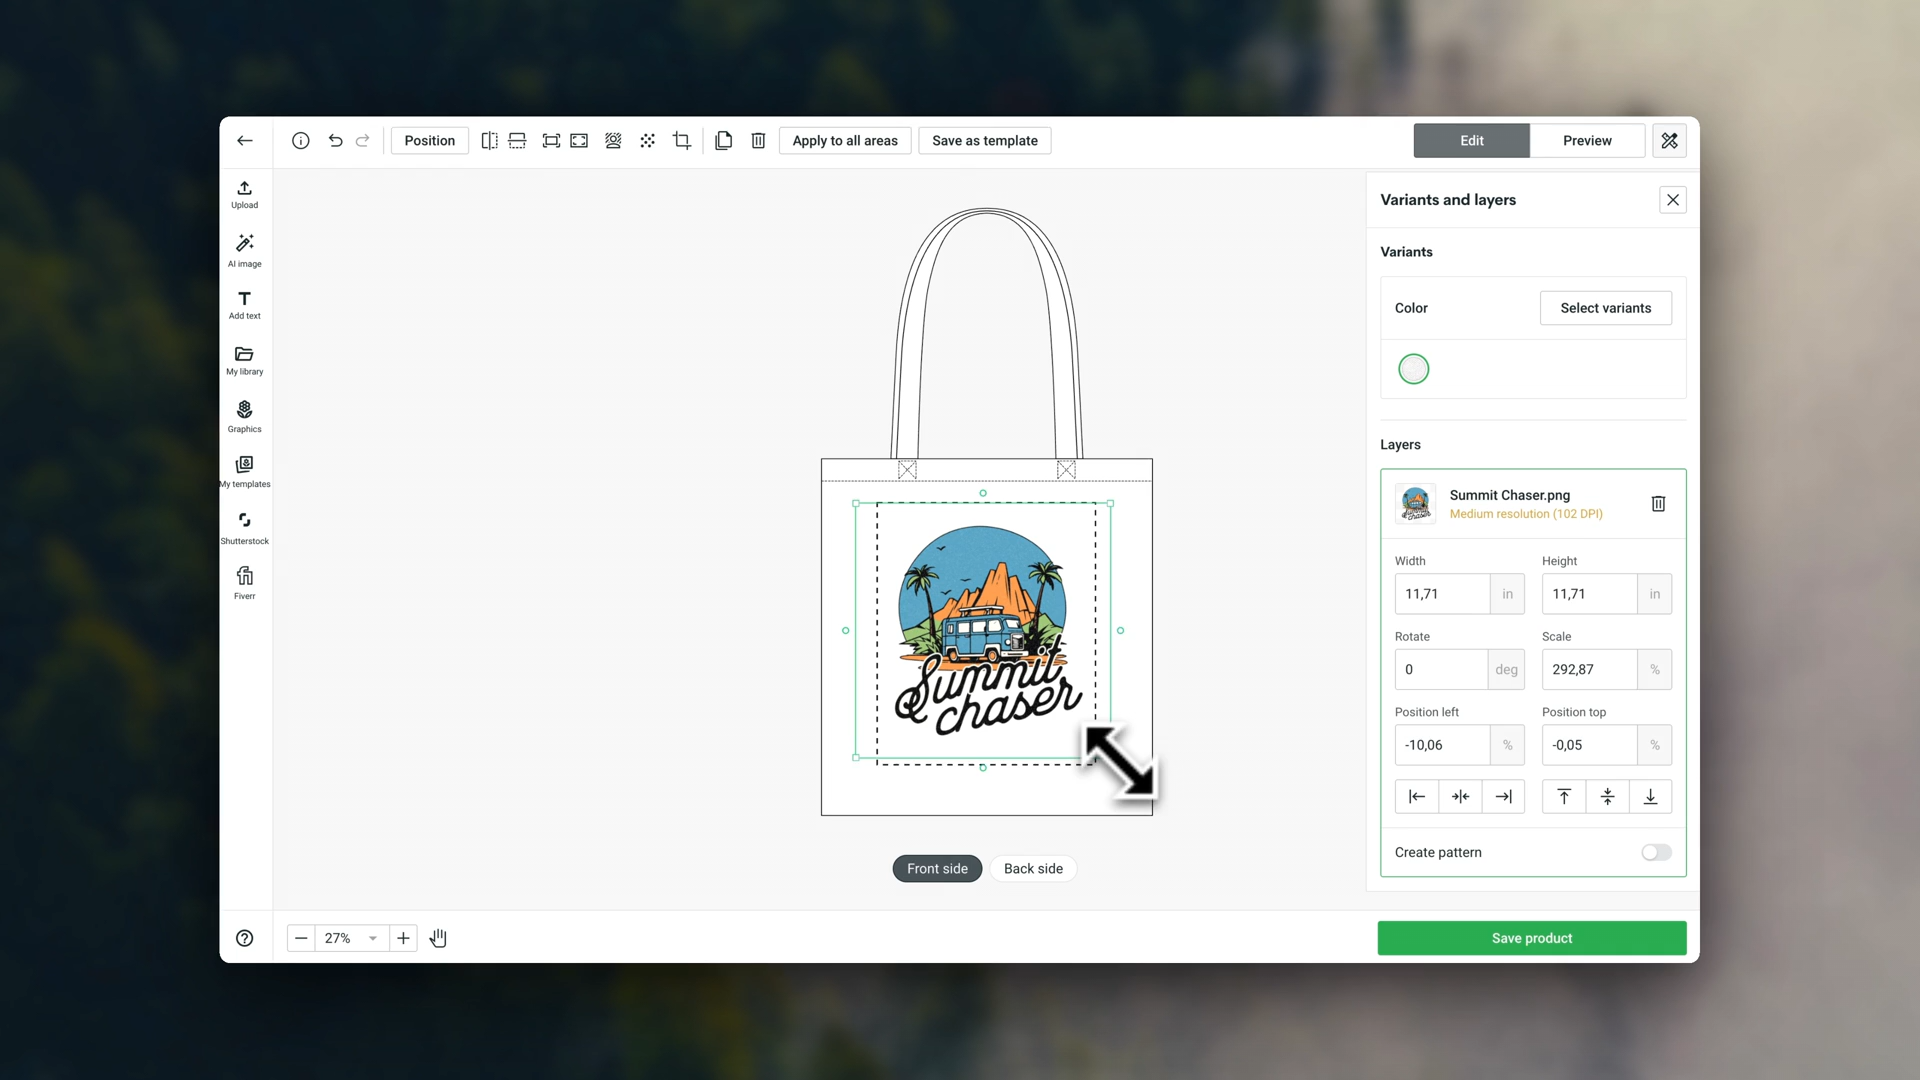 Position
Apply to all areas
Save as template
Edit
Preview
Upload
AI image
Add text
My library
Graphics
My templates
Shutterstock
Fiverr
Summit
chaser
Front side
Back side
27%
Variants and layers
Variants
Color
Select variants
Layers
Summit Chaser.png
Medium resolution (102 DPI)
Width
Height
11,71 in
11,71 in
Rotate
Scale
0 deg
292,87 %
Position left
Position top
-10,06 %
-0,05 %
Create pattern
Save product